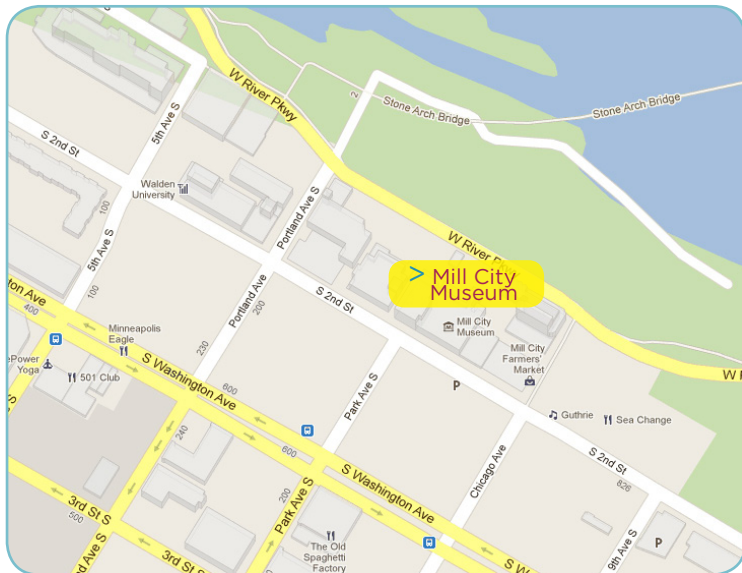 W River Pkwy
5th Ave S
S 2nd St
2
Stone Arch Bridge
Stone Arch Bridge
Walden
University
Portland Ave S
100
5th Ave S
W River
> Mill City
Museum
100
Portland Ave S
200
S 2nd St
Mill City
Museum
Mill City
Farmers'
Market
ton Ave
400
Minneapolis
Eagle
230
ePower
Yoga
501 Club
S Washington Ave
600
Park Ave S
P
Guthrie
Sea Change
240
600
Chicago Ave
S 2nd St
826
S Washington Ave
200
Park Ave S
3rd St S
500
The Old
Spaghetti
Factory
3rd St S
9th Ave S
P